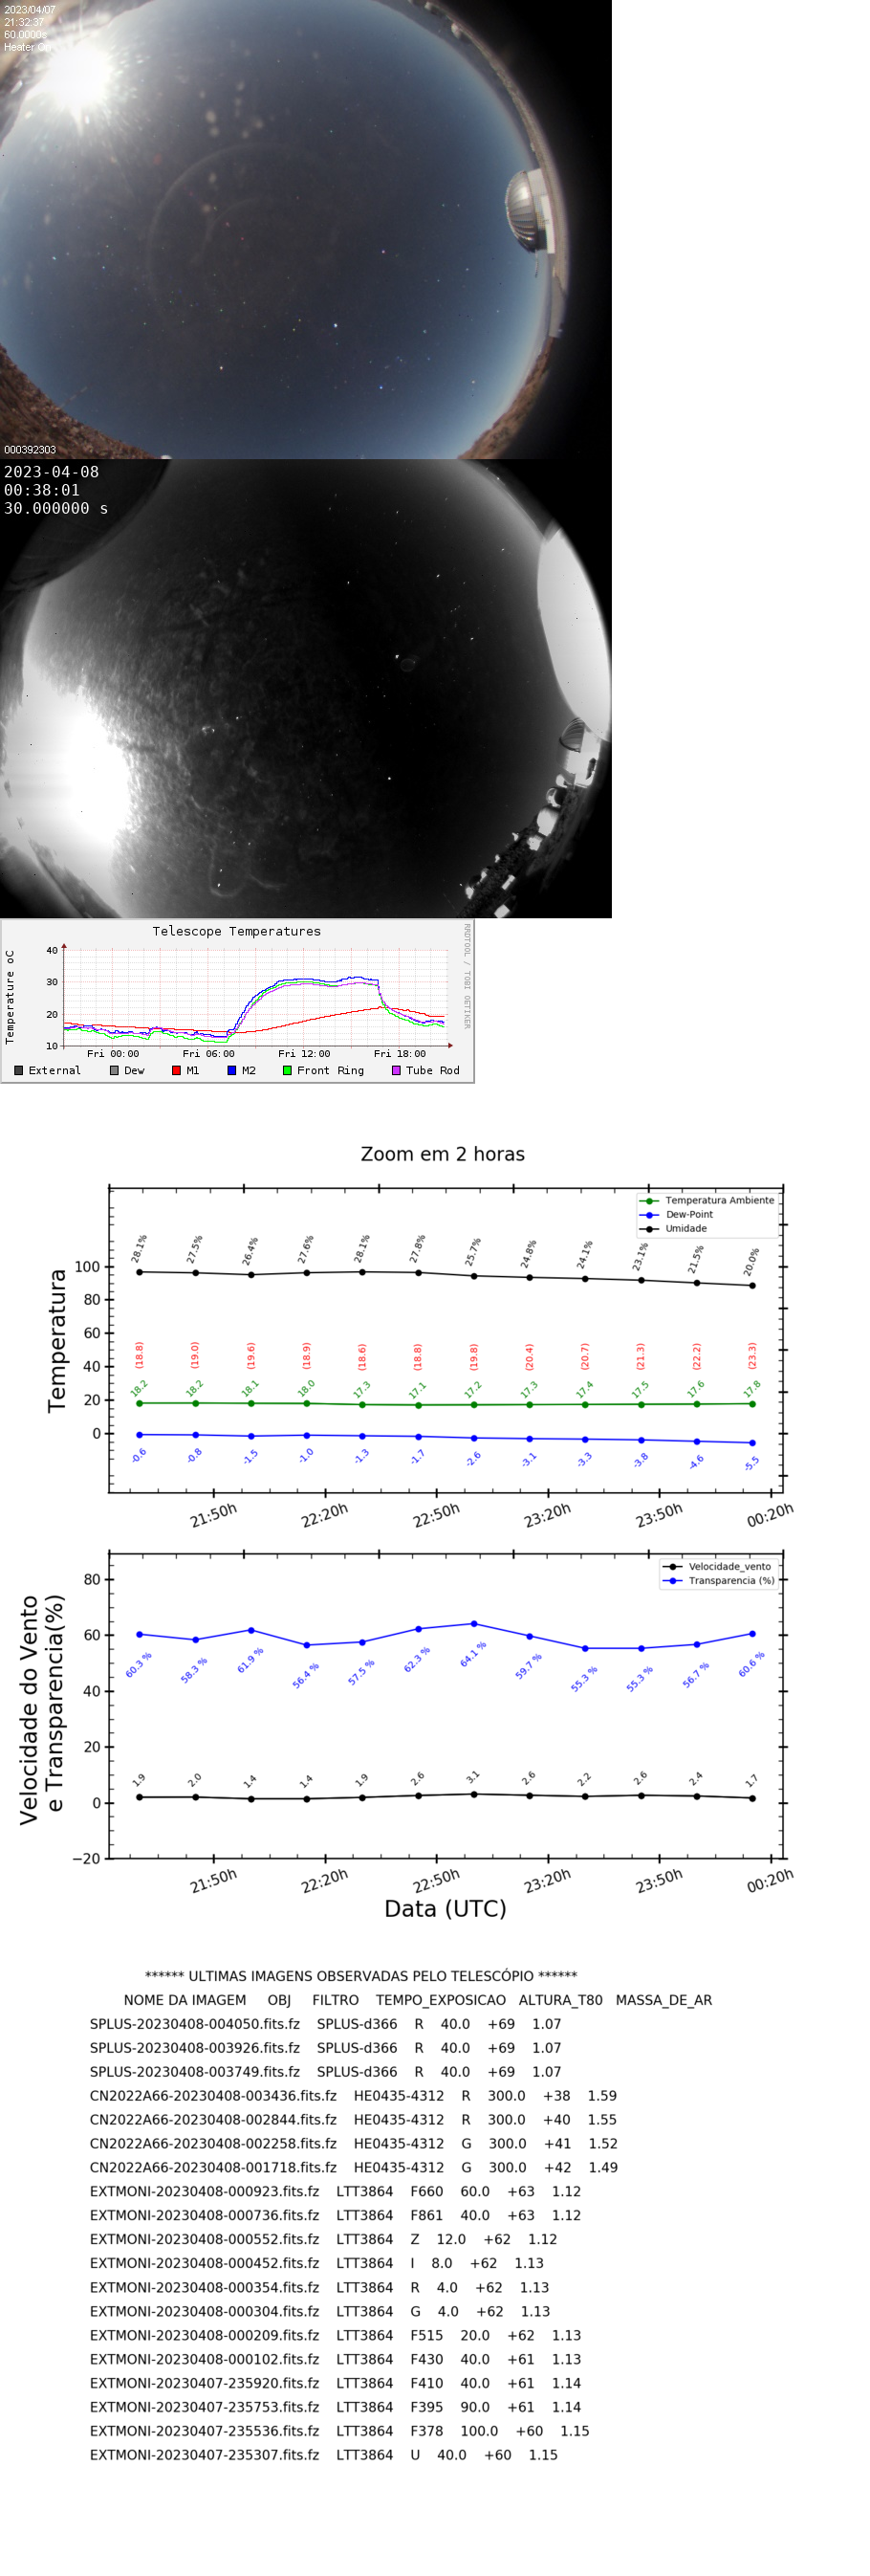 2023/04/07
21:32:37
60.0000s
Heater On
000392303
2023-04-08
00:38:01
30.000000 s
Telescope Temperatures
RRDTOOL / TOBI OETIKER
Temperature oC
40
30
20
10
Fri 00:00 Fri 06:00 Fri 12:00 Fri 18:00
External Dew M1 M2 Front Ring Tube Rod
Zoom em 2 horas
Temperatura Ambiente
Dew-Point
Umidade
Temperatura
100
80
60
40
20
0
28.1% 27.5% 26.4% 27.6% 28.1% 27.8% 25.7% 24.8% 24.1% 23.1% 21.5% 20.0%
(18.8) (19.0) (19.6) (18.9) (18.6) (18.8) (19.8) (20.4) (20.7) (21.3) (22.2) (23.3)
18.2 18.2 18.1 18.0 17.3 17.1 17.2 17.3 17.4 17.5 17.6 17.8
-0.6 -0.8 -1.5 -1.0 -1.3 -1.7 -2.6 -3.1 -3.3 -3.8 -4.6 -5.5
21:50h 22:20h 22:50h 23:20h 23:50h 00:20h
Velocidade_vento
Transparencia (%)
Velocidade do Vento
e Transparencia(%)
80
60
40
20
0
−20
60.3 % 58.3 % 61.9 % 56.4 % 57.5 % 62.3 % 64.1 % 59.7 % 55.3 % 55.3 % 56.7 % 60.6 %
1.9 2.0 1.4 1.4 1.9 2.6 3.1 2.6 2.2 2.6 2.4 1.7
21:50h 22:20h 22:50h 23:20h 23:50h 00:20h
Data (UTC)
****** ULTIMAS IMAGENS OBSERVADAS PELO TELESCÓPIO ******
NOME DA IMAGEM OBJ FILTRO TEMPO_EXPOSICAO ALTURA_T80 MASSA_DE_AR
SPLUS-20230408-004050.fits.fz SPLUS-d366 R 40.0 +69 1.07
SPLUS-20230408-003926.fits.fz SPLUS-d366 R 40.0 +69 1.07
SPLUS-20230408-003749.fits.fz SPLUS-d366 R 40.0 +69 1.07
CN2022A66-20230408-003436.fits.fz HE0435-4312 R 300.0 +38 1.59
CN2022A66-20230408-002844.fits.fz HE0435-4312 R 300.0 +40 1.55
CN2022A66-20230408-002258.fits.fz HE0435-4312 G 300.0 +41 1.52
CN2022A66-20230408-001718.fits.fz HE0435-4312 G 300.0 +42 1.49
EXTMONI-20230408-000923.fits.fz LTT3864 F660 60.0 +63 1.12
EXTMONI-20230408-000736.fits.fz LTT3864 F861 40.0 +63 1.12
EXTMONI-20230408-000552.fits.fz LTT3864 Z 12.0 +62 1.12
EXTMONI-20230408-000452.fits.fz LTT3864 I 8.0 +62 1.13
EXTMONI-20230408-000354.fits.fz LTT3864 R 4.0 +62 1.13
EXTMONI-20230408-000304.fits.fz LTT3864 G 4.0 +62 1.13
EXTMONI-20230408-000209.fits.fz LTT3864 F515 20.0 +62 1.13
EXTMONI-20230408-000102.fits.fz LTT3864 F430 40.0 +61 1.13
EXTMONI-20230407-235920.fits.fz LTT3864 F410 40.0 +61 1.14
EXTMONI-20230407-235753.fits.fz LTT3864 F395 90.0 +61 1.14
EXTMONI-20230407-235536.fits.fz LTT3864 F378 100.0 +60 1.15
EXTMONI-20230407-235307.fits.fz LTT3864 U 40.0 +60 1.15